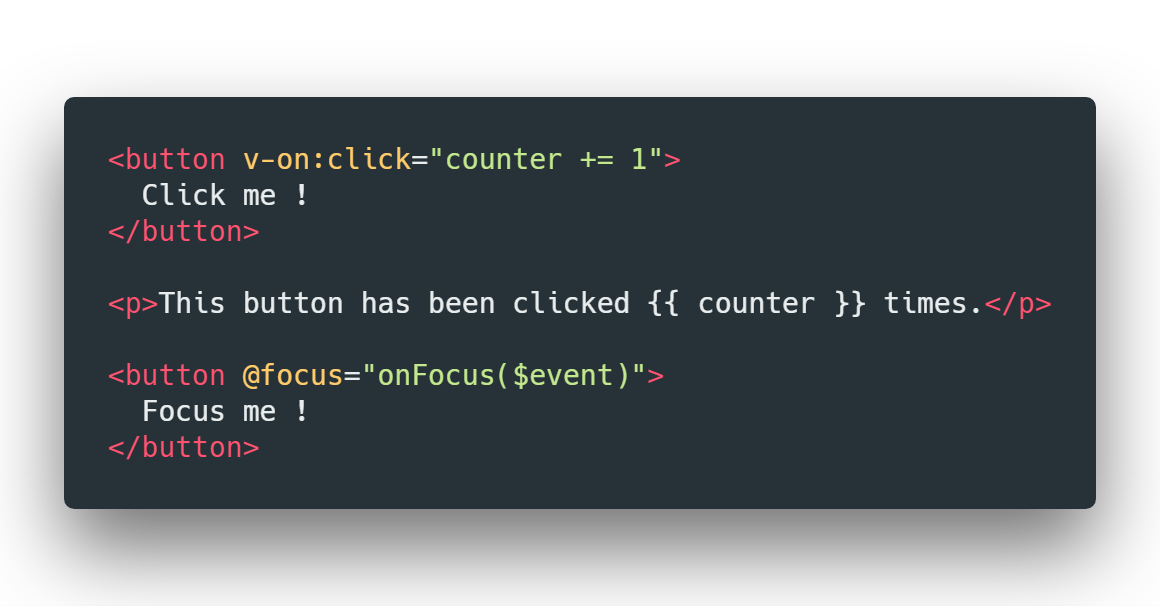 <button v-on:click="counter += 1">
  Click me !
</button>

<p>This button has been clicked {{ counter }} times.</p>

<button @focus="onFocus($event)">
  Focus me !
</button>